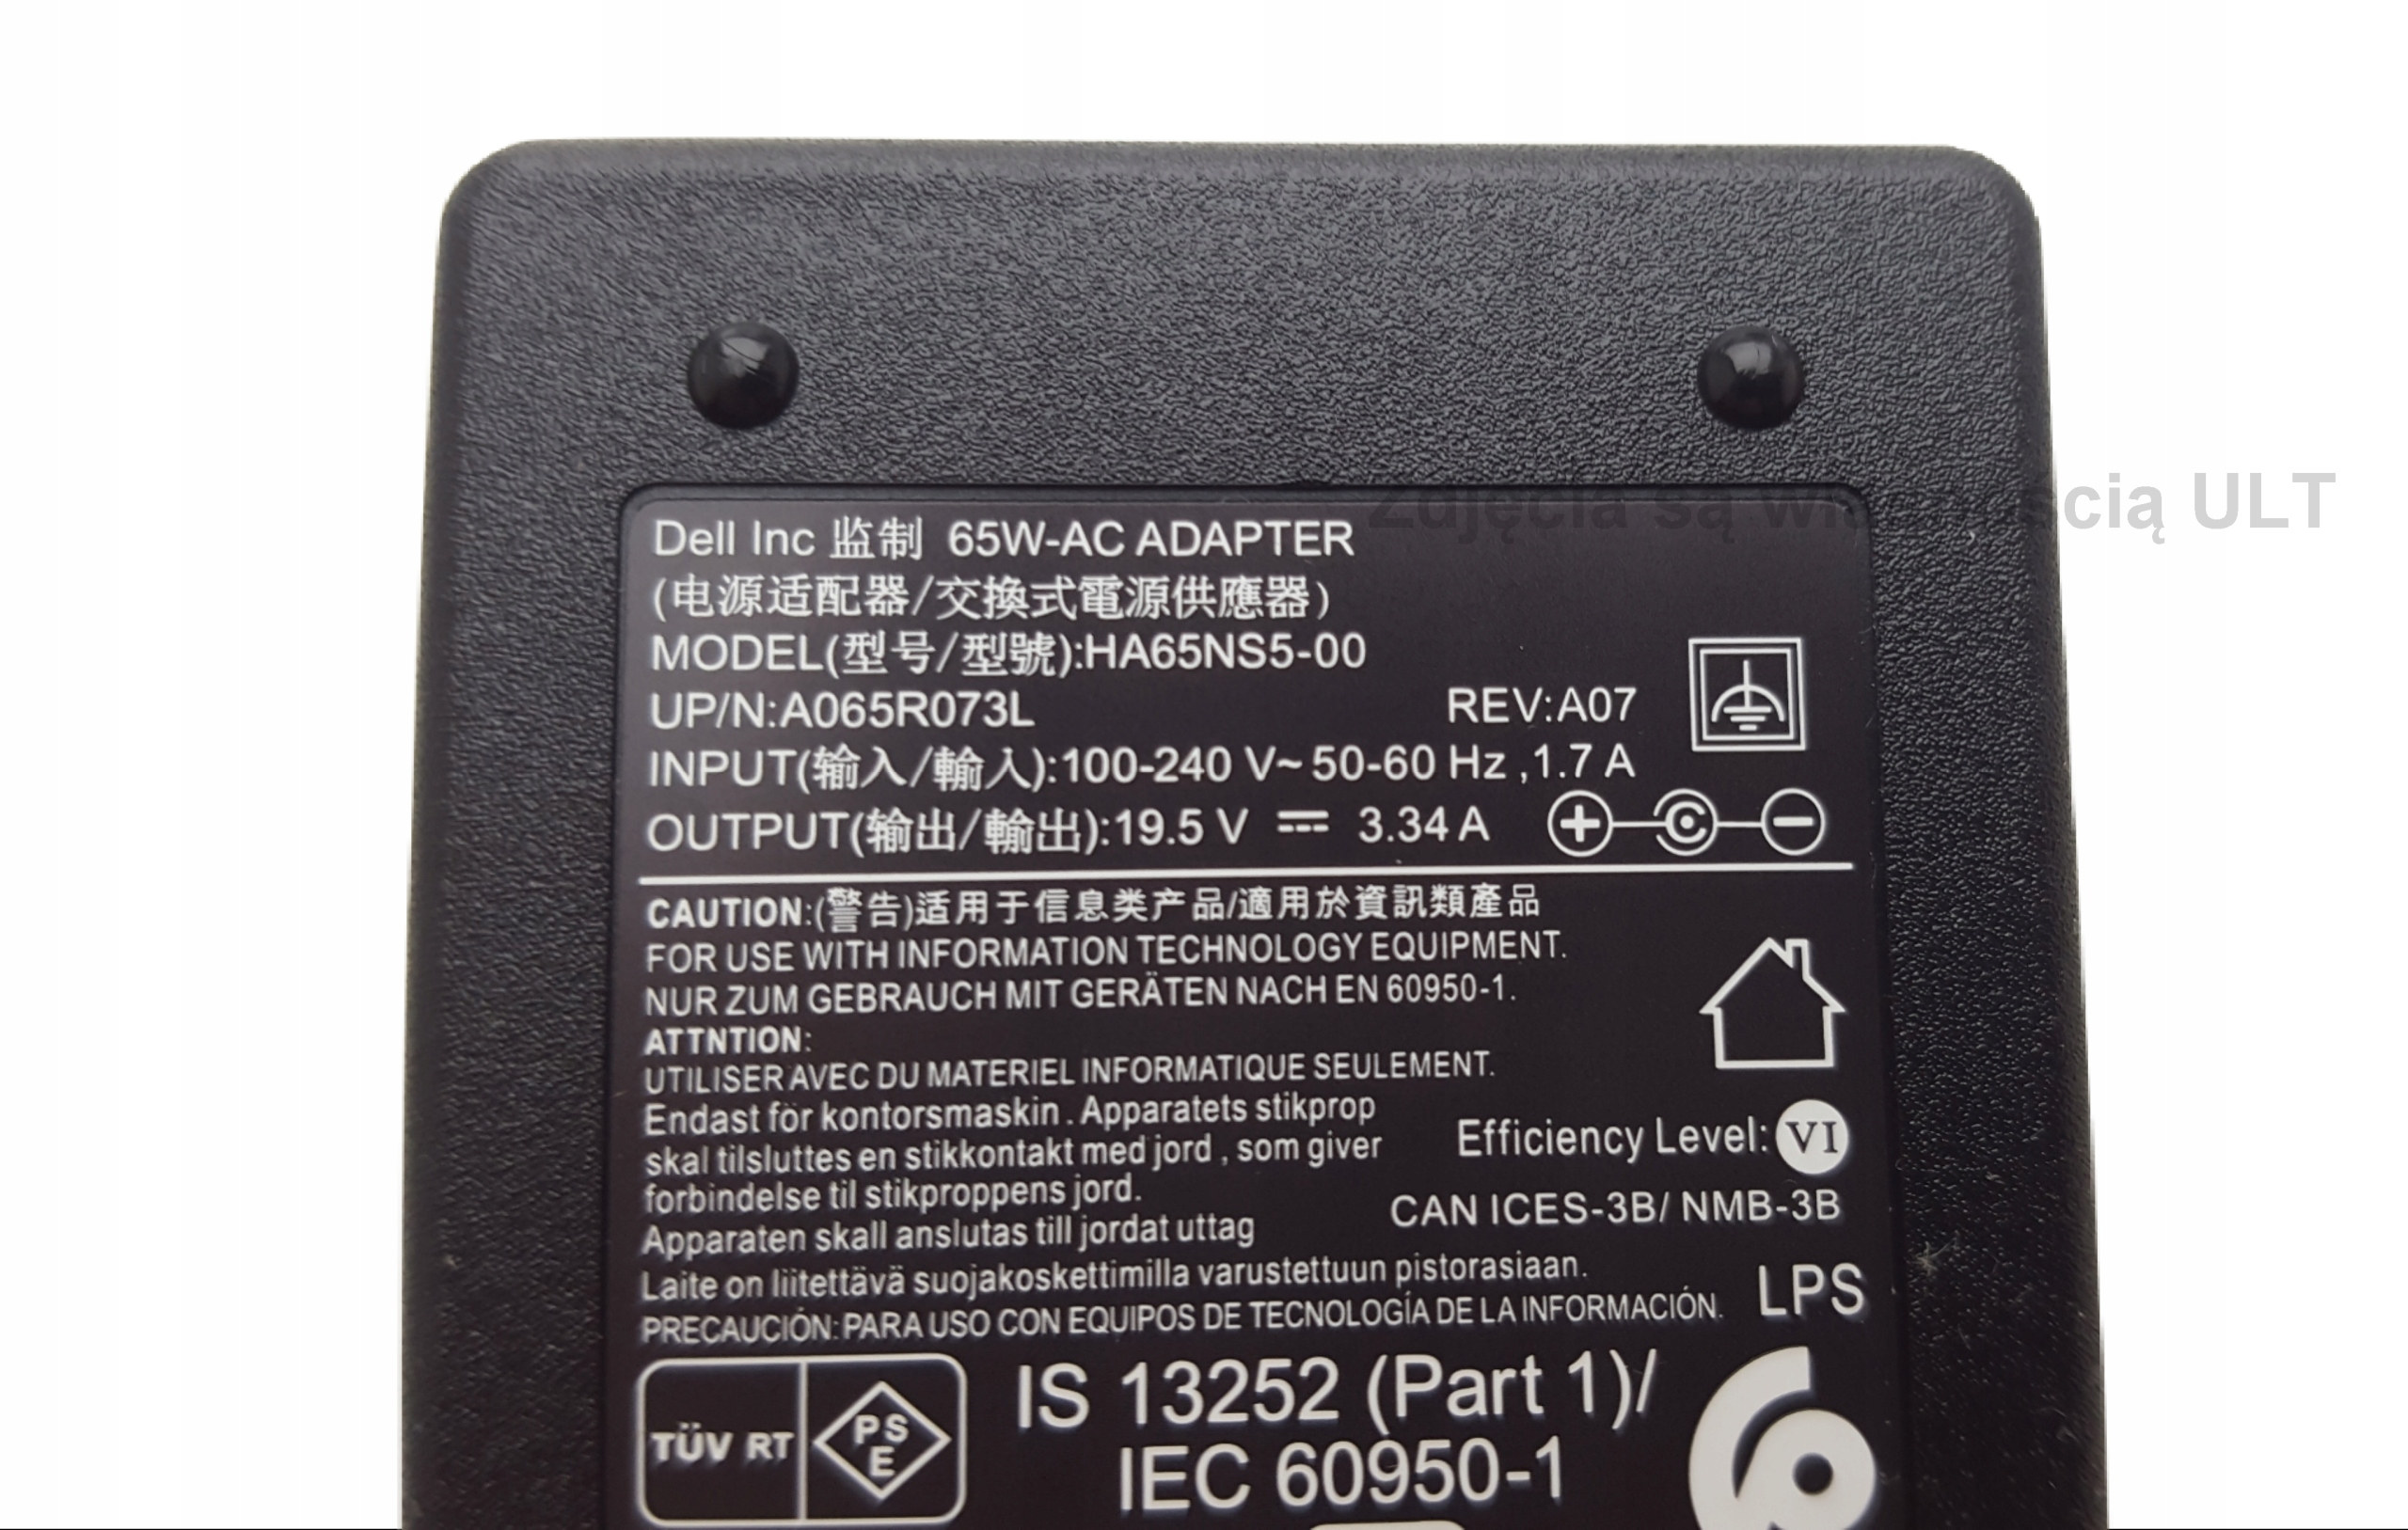 Dell Inc 监制 65W-AC ADAPTER
(电源适配器/交換式電源供應器)
MODEL(型号/型號):HA65NS5-00
UP/N:A065R073L REV:A07
INPUT(输入/輸入):100-240 V~ 50-60 Hz ,1.7 A
OUTPUT(输出/輸出):19.5 V ⎓ 3.34 A
CAUTION:(警告)适用于信息类产品/適用於資訊類產品
FOR USE WITH INFORMATION TECHNOLOGY EQUIPMENT.
NUR ZUM GEBRAUCH MIT GERÄTEN NACH EN 60950-1.
ATTNTION:
UTILISER AVEC DU MATERIEL INFORMATIQUE SEULEMENT.
Endast för kontorsmaskin. Apparatets stikprop
skal tilsluttes en stikkontakt med jord , som giver
forbindelse til stikproppens jord.
Apparaten skall anslutas till jordat uttag
Efficiency Level: VI
CAN ICES-3B/ NMB-3B
Laite on liitettävä suojakoskettimilla varustettuun pistorasiaan.
PRECAUCIÓN: PARA USO CON EQUIPOS DE TECNOLOGÍA DE LA INFORMACIÓN.
LPS
TÜV RT
PSE
IS 13252 (Part 1)/
IEC 60950-1
Zdjęcia są własnością ULT